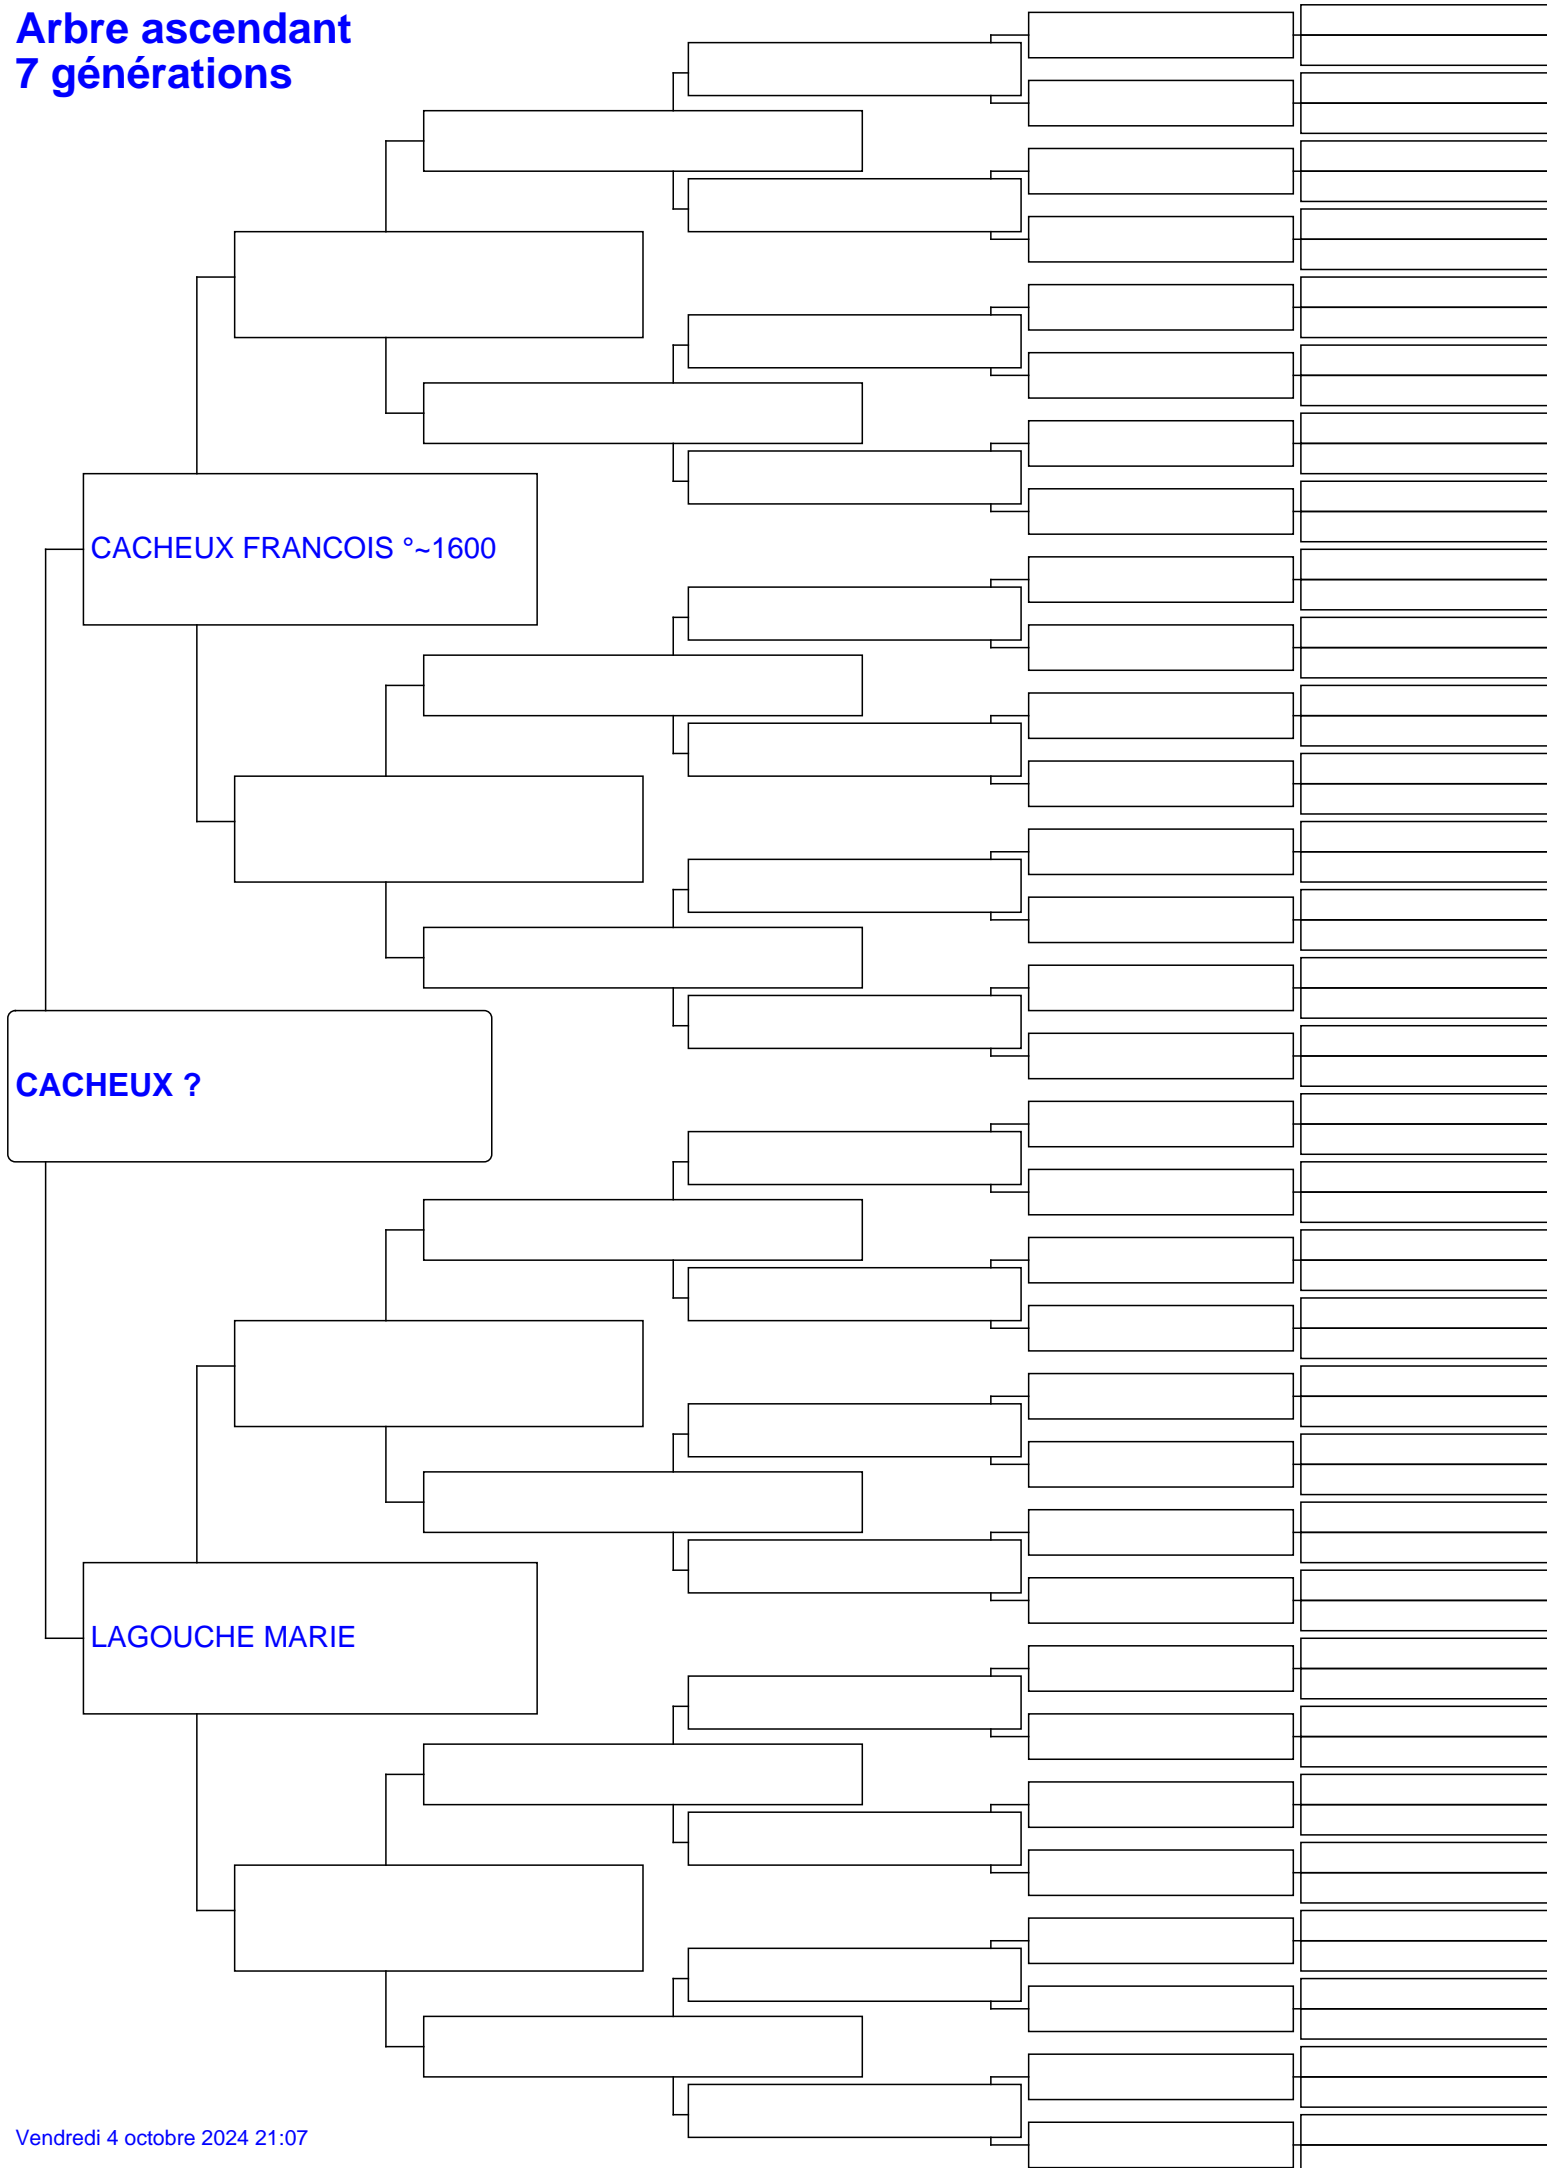 Arbre ascendant
7 générations
CACHEUX FRANCOIS °~1600
CACHEUX ?
LAGOUCHE MARIE
Vendredi 4 octobre 2024 21:07